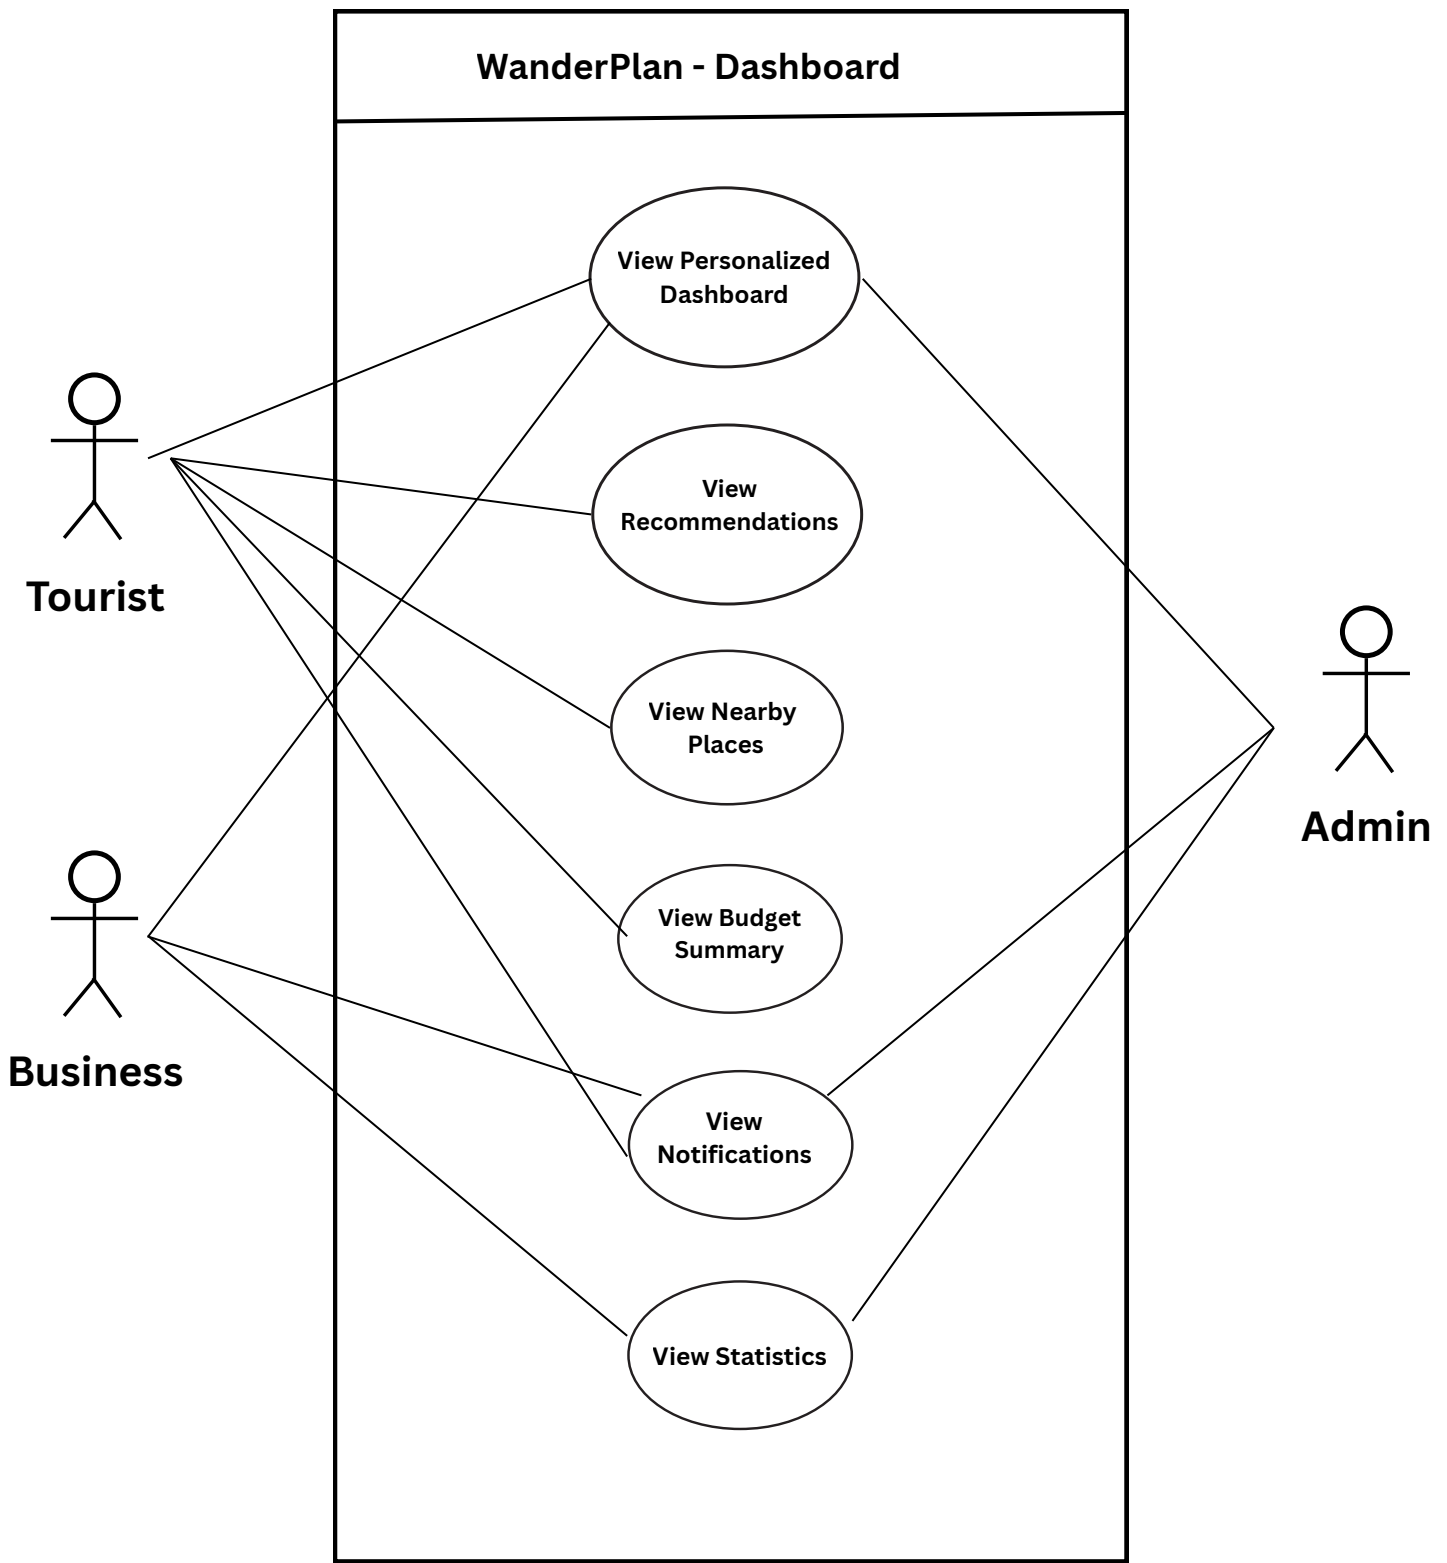 WanderPlan - Dashboard
View Personalized
Dashboard
View
Recommendations
Tourist
View Nearby
Places
Admin
View Budget
Summary
Business
View
Notifications
View Statistics